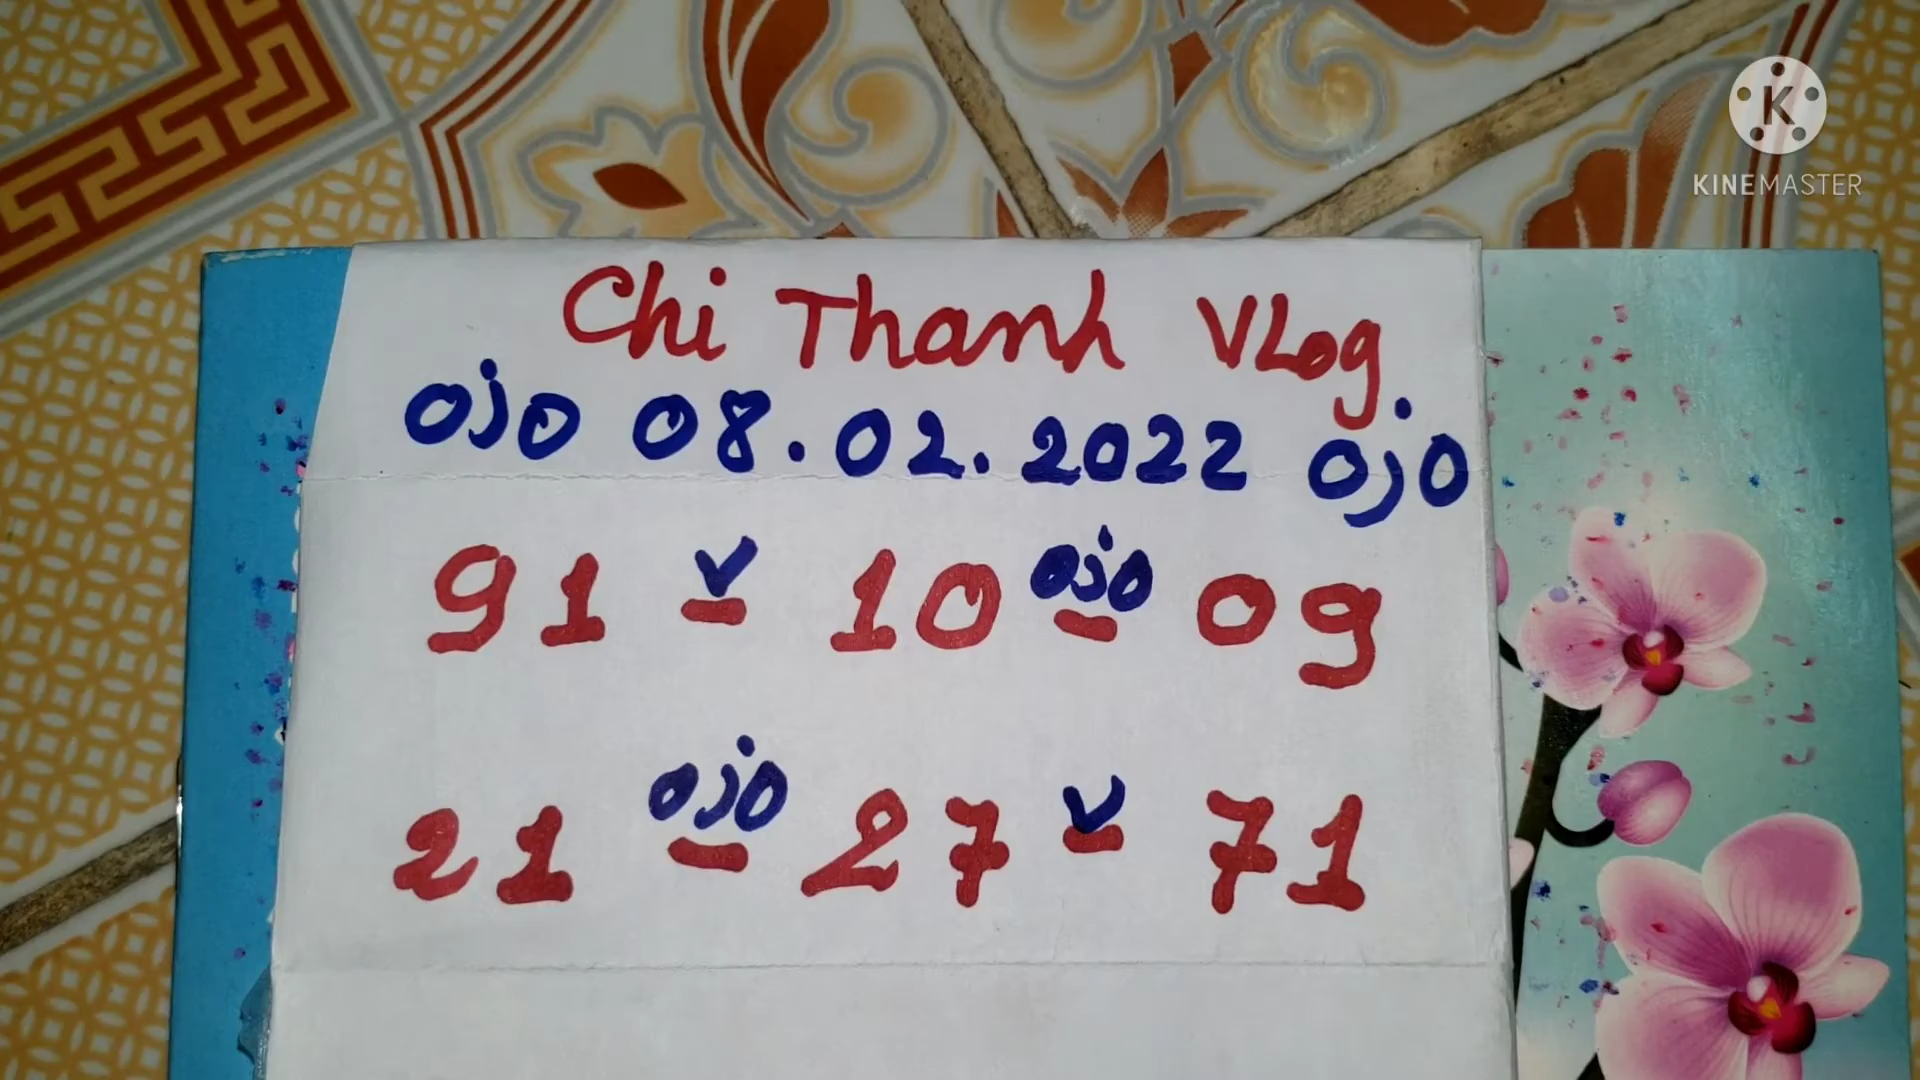 K
KINEMASTER
Chi Thanh Vlog
ojo 08.02.2022 ojo
91 v - 10 ojo - 09
21 ojo - 27 v - 71